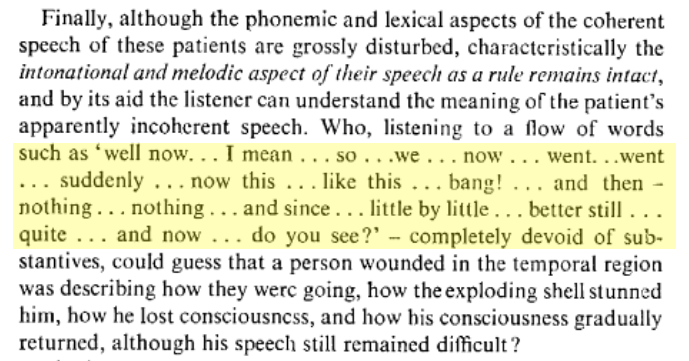 Finally, although the phonemic and lexical aspects of the coherent
speech of these patients are grossly disturbed, characteristically the
intonational and melodic aspect of their speech as a rule remains intact,
and by its aid the listener can understand the meaning of the patient's
apparently incoherent speech. Who, listening to a flow of words
such as 'well now. . . I mean . . . so . . .we . . . now . . . went. . .went
. . . suddenly . . . now this . . . like this . . . bang! . . . and then –
nothing . . . nothing . . . and since . . . little by little . . . better still . . .
quite . . . and now . . . do you see?' – completely devoid of sub-
stantives, could guess that a person wounded in the temporal region
was describing how they were going, how the exploding shell stunned
him, how he lost consciousness, and how his consciousness gradually
returned, although his speech still remained difficult?